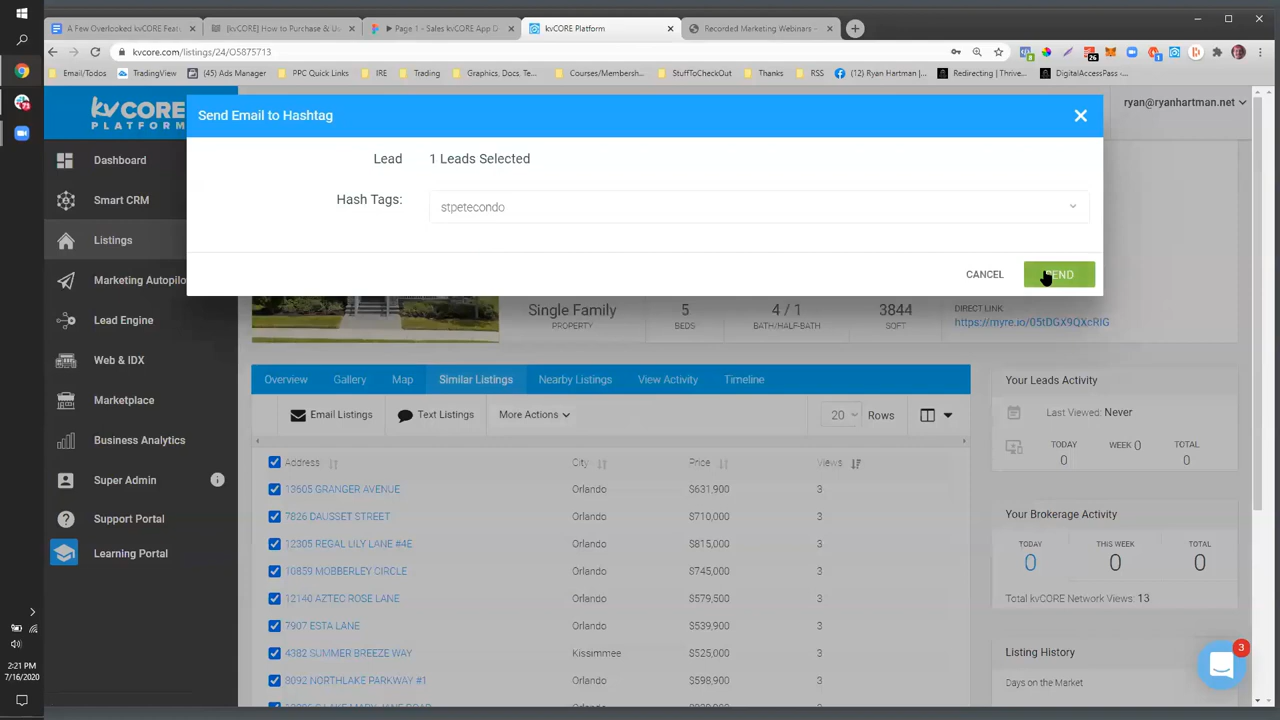 A Few Overlooked kvCORE Feat
[kvCORE] How to Purchase & U
Page 1 - Sales kvCORE App D
kvCORE Platform
Recorded Marketing Webinars -
kvcore.com/listings/24/O5875713
Email/Todos
TradingView
(45) Ads Manager
PPC Quick Links
IRE
Trading
Graphics, Docs, Te...
Courses/Membersh...
StuffToCheckOut
Thanks
RSS
(2) Ryan Hartman |...
Redirecting | Thrive...
DigitalAccessPass -...
kvCORE
PLATFORM
ryan@ryanhartman.net
Send Email to Hashtag
Lead
1 Leads Selected
Hash Tags:
stpetecondo
CANCEL
SEND
Dashboard
Smart CRM
Listings
Marketing Autopilo
Lead Engine
Web & IDX
Marketplace
Business Analytics
Super Admin
Support Portal
Learning Portal
Single Family
PROPERTY
5
BEDS
4 / 1
BATH/HALF-BATH
3844
SQFT
DIRECT LINK
https://myre.io/05tDGX9QXcRIG
Overview
Gallery
Map
Similar Listings
Nearby Listings
View Activity
Timeline
Email Listings
Text Listings
More Actions
20
Rows
Address
City
Price
Views
13605 GRANGER AVENUE Orlando $631,900 3
7826 DAUSSET STREET Orlando $710,000 3
12305 REGAL LILY LANE #4E Orlando $815,000 3
10859 MOBBERLEY CIRCLE Orlando $745,000 3
12140 AZTEC ROSE LANE Orlando $579,500 3
7907 ESTA LANE Orlando $539,900 3
4382 SUMMER BREEZE WAY Kissimmee $525,000 3
8092 NORTHLAKE PARKWAY #1 Orlando $598,900 3
Your Leads Activity
Last Viewed: Never
TODAY
0
WEEK 0
TOTAL
0
Your Brokerage Activity
TODAY
0
THIS WEEK
0
TOTAL
0
Total kvCORE Network Views: 13
Listing History
Days on the Market
3
2:21 PM
7/16/2020